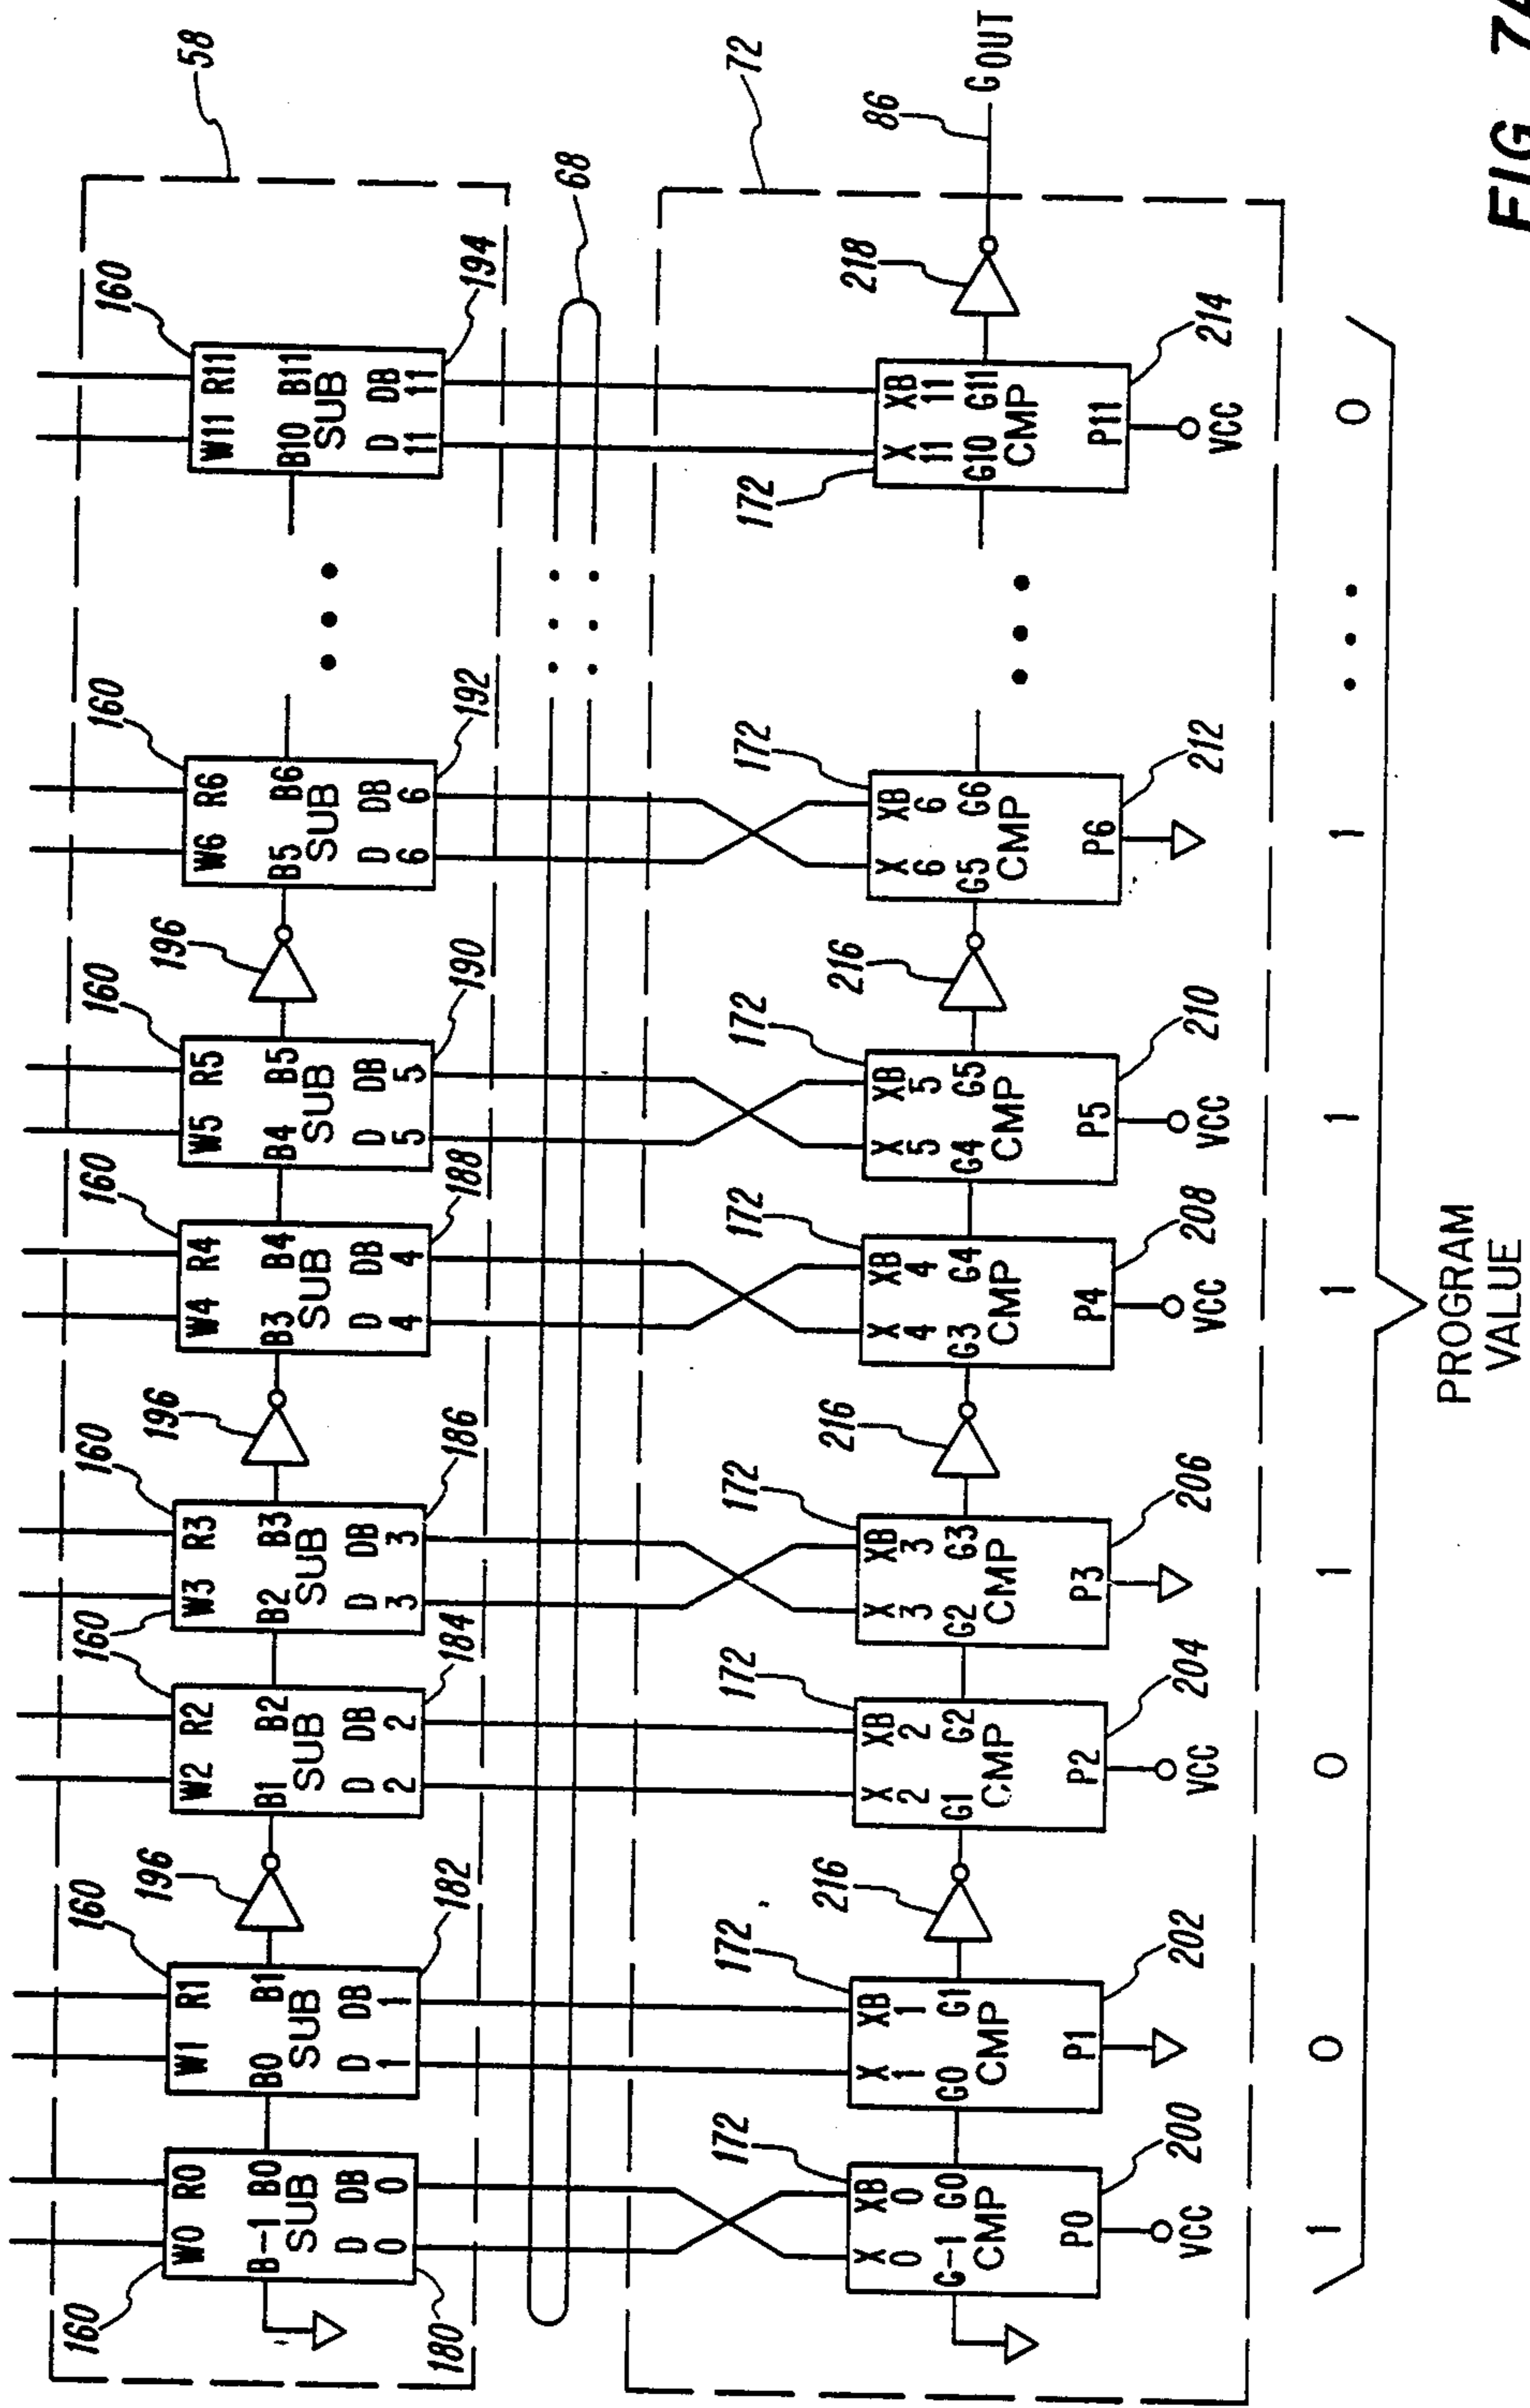 58
160 160 160 160 160 160 160 160 160
W0 R0 W1 R1 W2 R2 W3 R3 W4 R4 W5 R5 W6 R6 W11 R11
196 196 196
B-1 B0 B0 B1 B1 B2 B2 B3 B3 B4 B4 B5 B5 B6 B10 B11
SUB SUB SUB SUB SUB SUB SUB SUB
D DB D DB D DB D DB D DB D DB D DB D DB
0 0 1 1 2 2 3 3 4 4 5 5 6 6 11 11
180 182 184 186 188 190 192 194
68
72
172 172 172 172 172 172 172 172
X XB X XB X XB X XB X XB X XB X XB X XB
0 0 1 1 2 2 3 3 4 4 5 5 6 6 11 11
216 216 216 218 86
G-1 G0 G0 G1 G1 G2 G2 G3 G3 G4 G4 G5 G5 G6 G10 G11 GOUT
CMP CMP CMP CMP CMP CMP CMP CMP
P0 P1 P2 P3 P4 P5 P6 P11
200 202 204 206 208 210 212 214
VCC VCC VCC VCC VCC
1 0 0 1 1 1 1 ... 0
PROGRAM
VALUE